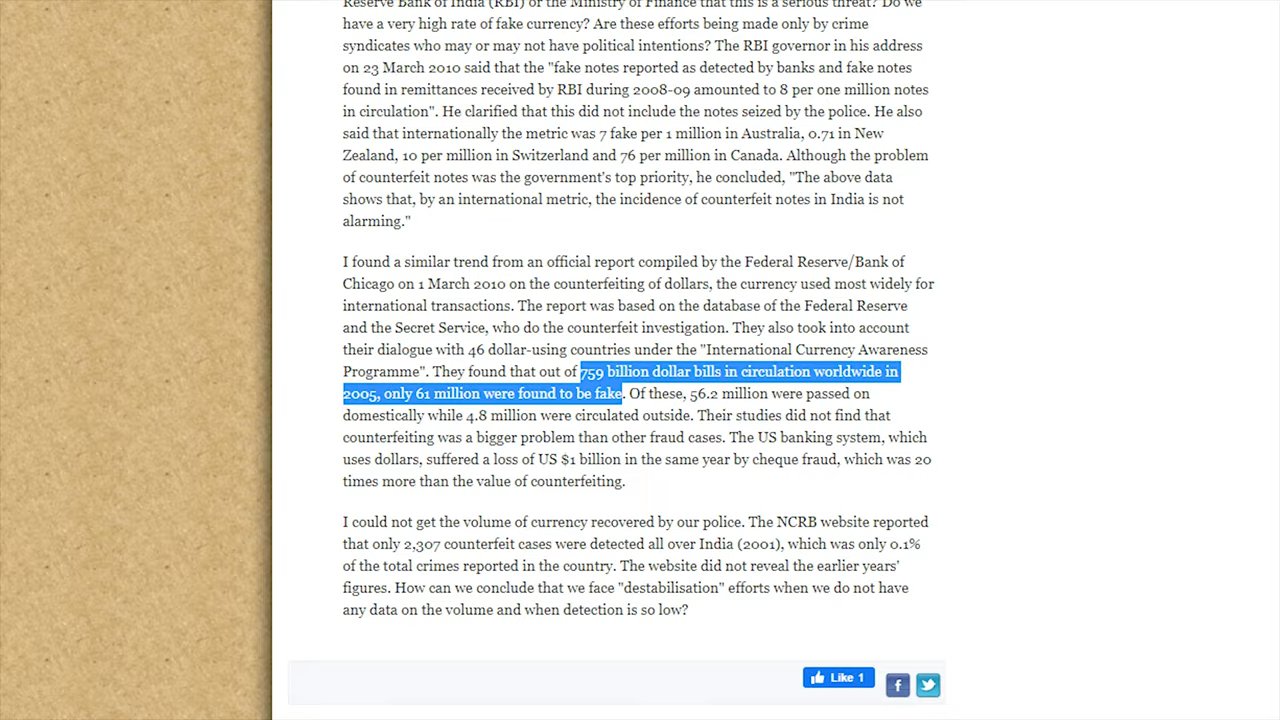 Reserve Bank of India (RBI) or the Ministry of Finance that this is a serious threat? Do we
have a very high rate of fake currency? Are these efforts being made only by crime
syndicates who may or may not have political intentions? The RBI governor in his address
on 23 March 2010 said that the "fake notes reported as detected by banks and fake notes
found in remittances received by RBI during 2008-09 amounted to 8 per one million notes
in circulation". He clarified that this did not include the notes seized by the police. He also
said that internationally the metric was 7 fake per 1 million in Australia, 0.71 in New
Zealand, 10 per million in Switzerland and 76 per million in Canada. Although the problem
of counterfeit notes was the government's top priority, he concluded, "The above data
shows that, by an international metric, the incidence of counterfeit notes in India is not
alarming."
I found a similar trend from an official report compiled by the Federal Reserve/Bank of
Chicago on 1 March 2010 on the counterfeiting of dollars, the currency used most widely for
international transactions. The report was based on the database of the Federal Reserve
and the Secret Service, who do the counterfeit investigation. They also took into account
their dialogue with 46 dollar-using countries under the "International Currency Awareness
Programme". They found that out of 759 billion dollar bills in circulation worldwide in
2005, only 61 million were found to be fake. Of these, 56.2 million were passed on
domestically while 4.8 million were circulated outside. Their studies did not find that
counterfeiting was a bigger problem than other fraud cases. The US banking system, which
uses dollars, suffered a loss of US $1 billion in the same year by cheque fraud, which was 20
times more than the value of counterfeiting.
I could not get the volume of currency recovered by our police. The NCRB website reported
that only 2,307 counterfeit cases were detected all over India (2001), which was only 0.1%
of the total crimes reported in the country. The website did not reveal the earlier years'
figures. How can we conclude that we face "destabilisation" efforts when we do not have
any data on the volume and when detection is so low?
Like 1